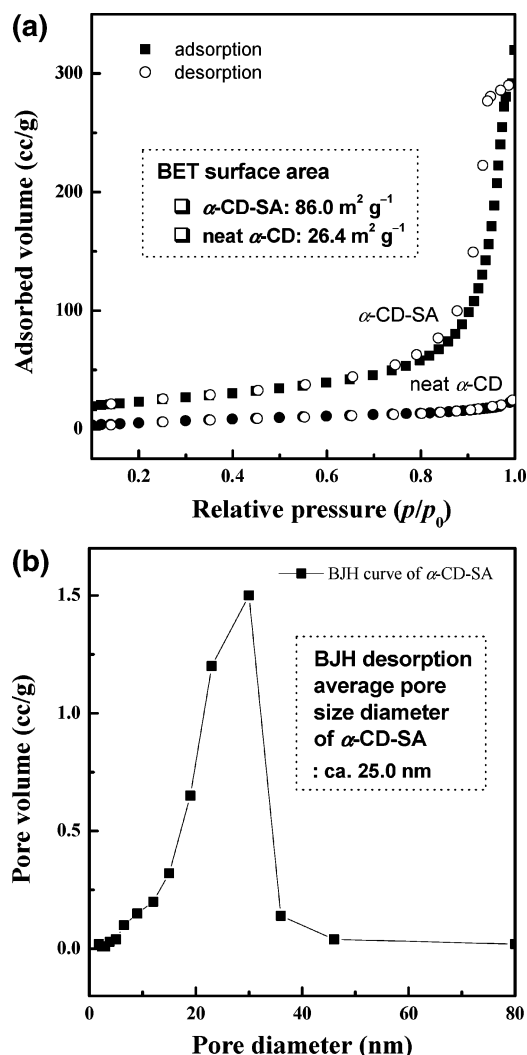 (a)
adsorption
desorption
300
200
100
0
Adsorbed volume (cc/g)
BET surface area
α-CD-SA: 86.0 m² g⁻¹
neat α-CD: 26.4 m² g⁻¹
α-CD-SA
neat α-CD
0.2 0.4 0.6 0.8 1.0
Relative pressure (p/p₀)
(b)
BJH curve of α-CD-SA
1.5
1.0
0.5
0.0
Pore volume (cc/g)
BJH desorption
average pore
size diameter
of α-CD-SA
: ca. 25.0 nm
0 20 40 60 80
Pore diameter (nm)